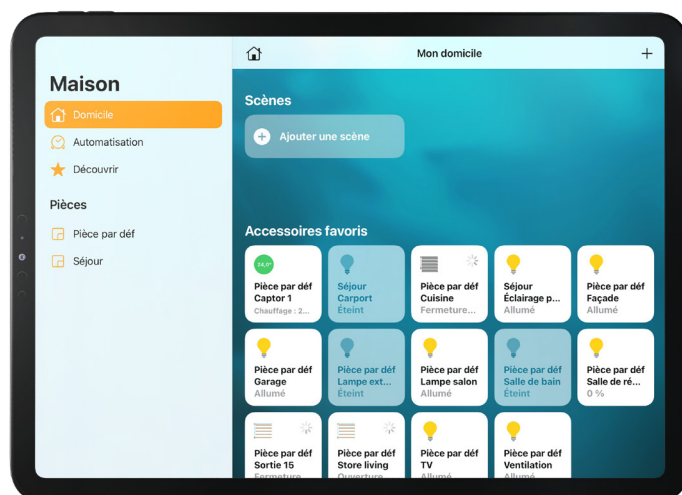 Mon domicile
Maison
Domicile
Automatisation
Découvrir
Pièces
Pièce par déf
Séjour
Scènes
Ajouter une scène
Accessoires favoris
24,0°
Pièce par déf
Captor 1
Chauffage : 2...
Séjour
Carport
Éteint
Pièce par déf
Cuisine
Fermeture...
Séjour
Éclairage p...
Allumé
Pièce par déf
Façade
Allumé
Pièce par déf
Garage
Allumé
Pièce par déf
Lampe ext...
Éteint
Pièce par déf
Lampe salon
Allumé
Pièce par déf
Salle de bain
Éteint
Pièce par déf
Salle de ré...
0 %
Pièce par déf
Sortie 15
Fermeture
Pièce par déf
Store living
Ouverture
Pièce par déf
TV
Allumé
Pièce par déf
Ventilation
Allumé